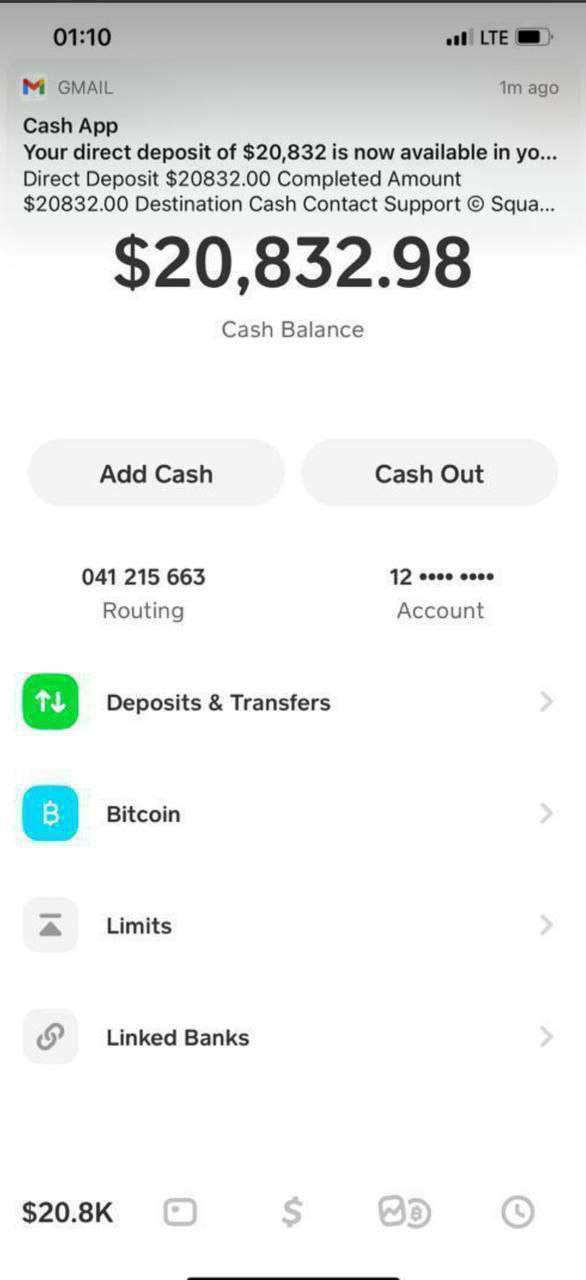 01:10
LTE
GMAIL
1m ago
Cash App
Your direct deposit of $20,832 is now available in yo...
Direct Deposit $20832.00 Completed Amount
$20832.00 Destination Cash Contact Support © Squa...
$20,832.98
Cash Balance
Add Cash
Cash Out
041 215 663
Routing
12 •••• ••••
Account
Deposits & Transfers
Bitcoin
Limits
Linked Banks
$20.8K